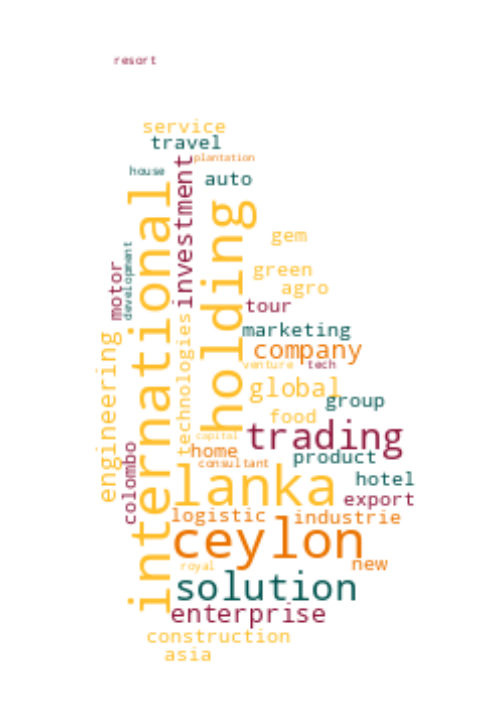 resort
service
travel
plantation
house
auto
investment
international
holding
gem
development
motor
green
agro
tour
marketing
technologies
engineering
company
venture
tech
global
group
food
capitol
trading
home
product
consultant
colombo
lanka
hotel
export
logistic
industrie
ceylon
royal
new
solution
enterprise
construction
asia